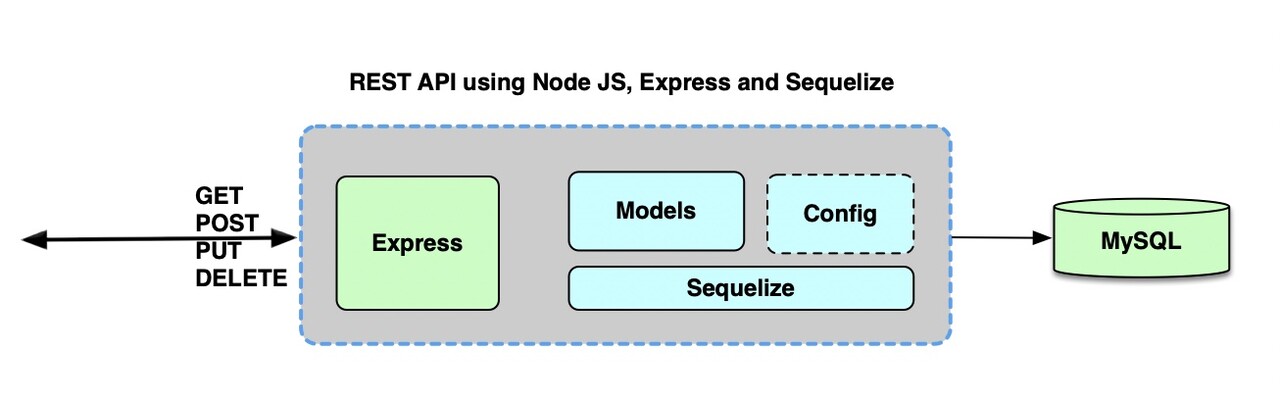 REST API using Node JS, Express and Sequelize
GET
POST
PUT
DELETE
Express
Models
Config
Sequelize
MySQL